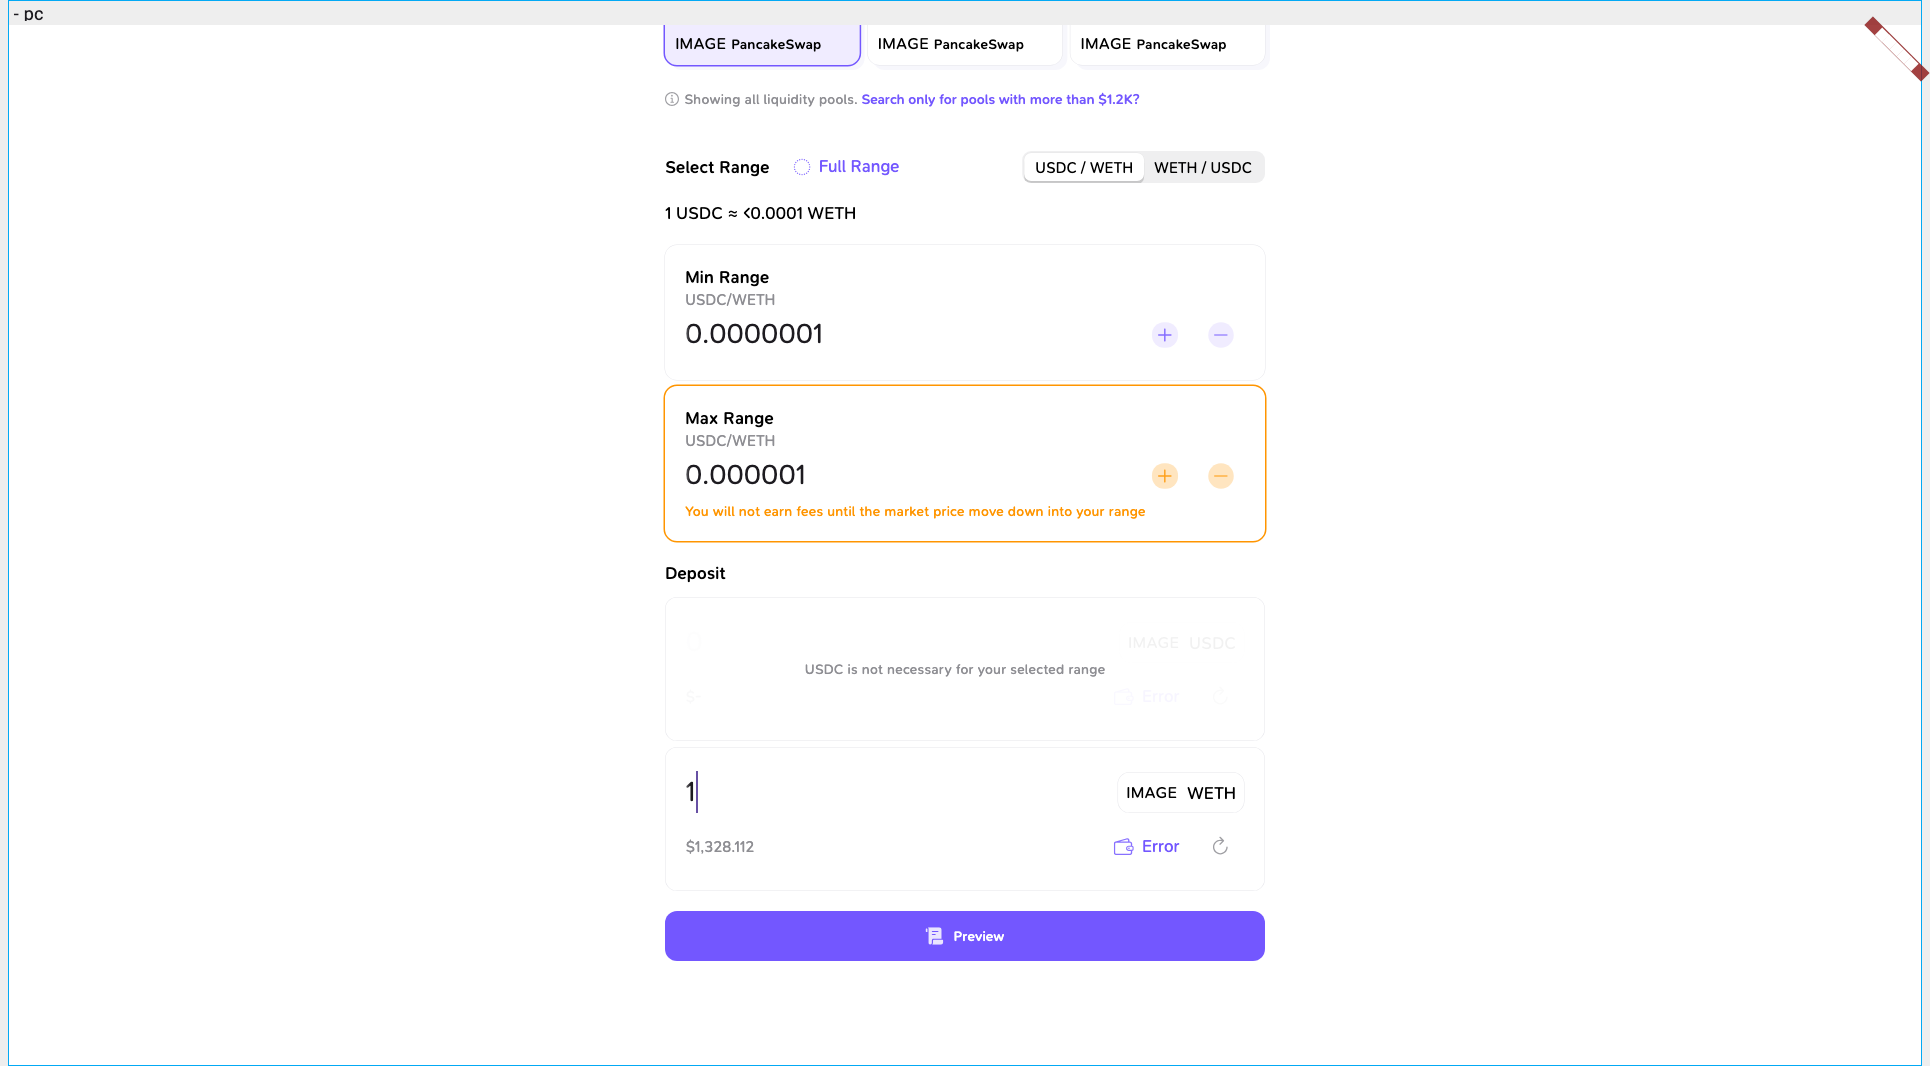 - pc
IMAGE PancakeSwap IMAGE PancakeSwap IMAGE PancakeSwap
Showing all liquidity pools. Search only for pools with more than $1.2K?
Select Range Full Range USDC / WETH WETH / USDC
1 USDC ≈ <0.0001 WETH
Min Range
USDC/WETH
0.0000001
Max Range
USDC/WETH
0.000001
You will not earn fees until the market price move down into your range
Deposit
IMAGE USDC
USDC is not necessary for your selected range
$- Error
1 IMAGE WETH
$1,328.112 Error
Preview